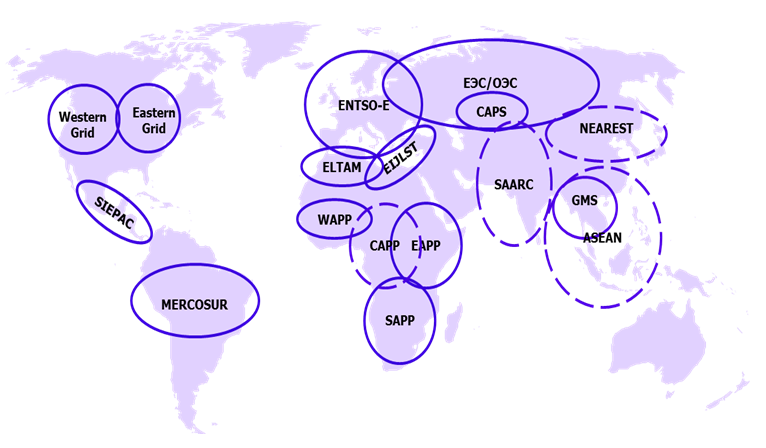 ЕЭС/ОЭС
ENTSO-E
CAPS
Western
Grid
Eastern
Grid
NEAREST
EIJLST
ELTAM
SAARC
SIEPAC
GMS
WAPP
CAPP
EAPP
ASEAN
MERCOSUR
SAPP